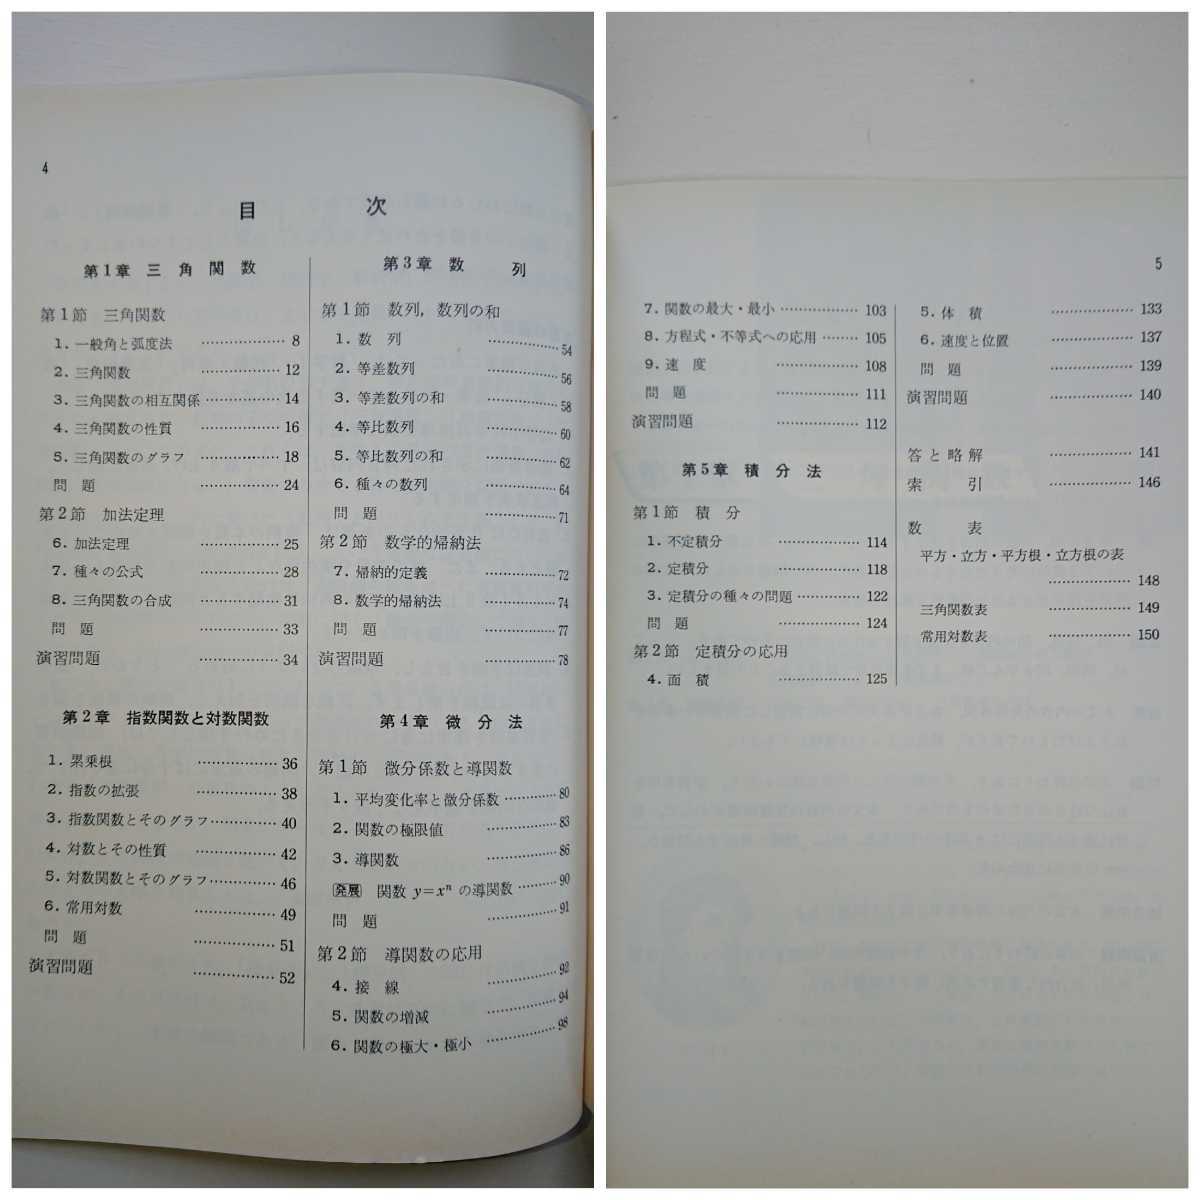 4
目 次
第1章 三角関数
第1節 三角関数
1. 一般角と弧度法 ……………… 8
2. 三角関数 ……………… 12
3. 三角関数の相互関係 ……………… 14
4. 三角関数の性質 ……………… 16
5. 三角関数のグラフ ……………… 18
問 題 ……………… 24
第2節 加法定理
6. 加法定理 ……………… 25
7. 種々の公式 ……………… 28
8. 三角関数の合成 ……………… 31
問 題 ……………… 33
演習問題 ……………… 34
第2章 指数関数と対数関数
1. 累乗根 ……………… 36
2. 指数の拡張 ……………… 38
3. 指数関数とそのグラフ ……………… 40
4. 対数とその性質 ……………… 42
5. 対数関数とそのグラフ ……………… 46
6. 常用対数 ……………… 49
問 題 ……………… 51
演習問題 ……………… 52
第3章 数 列
第1節 数列,数列の和
1. 数 列 ……………… 54
2. 等差数列 ……………… 56
3. 等差数列の和 ……………… 58
4. 等比数列 ……………… 60
5. 等比数列の和 ……………… 62
6. 種々の数列 ……………… 64
問 題 ……………… 71
第2節 数学的帰納法
7. 帰納的定義 ……………… 72
8. 数学的帰納法 ……………… 74
問 題 ……………… 77
演習問題 ……………… 78
第4章 微分法
第1節 微分係数と導関数
1. 平均変化率と微分係数 ……………… 80
2. 関数の極限値 ……………… 83
3. 導関数 ……………… 86
発展 関数 y=xⁿ の導関数 ……………… 90
問 題 ……………… 91
第2節 導関数の応用
4. 接 線 ……………… 92
5. 関数の増減 ……………… 94
6. 関数の極大・極小 ……………… 98
5
7. 関数の最大・最小 ……………… 103
8. 方程式・不等式への応用 ……… 105
9. 速 度 ……………… 108
問 題 ……………… 111
演習問題 ……………… 112
第5章 積分法
第1節 積 分
1. 不定積分 ……………… 114
2. 定積分 ……………… 118
3. 定積分の種々の問題 ……………… 122
問 題 ……………… 124
第2節 定積分の応用
4. 面 積 ……………… 125
5. 体 積 ……………… 133
6. 速度と位置 ……………… 137
問 題 ……………… 139
演習問題 ……………… 140
答と略解 ……………… 141
索 引 ……………… 146
数 表
平方・立方・平方根・立方根の表
……………… 148
三角関数表 ……………… 149
常用対数表 ……………… 150